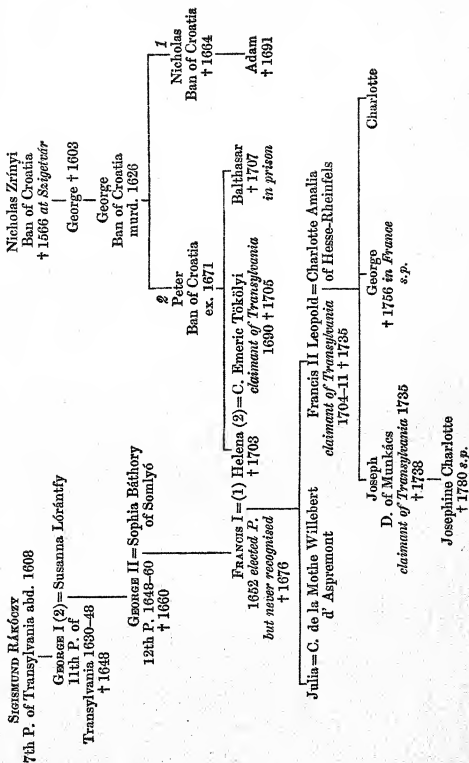 SIGISMUND RÁKÓCZY
7th P. of Transylvania abd. 1608
GEORGE I (2)=Susanna Lórántfy
11th P. of
Transylvania 1630–48
† 1648
GEORGE II=Sophia Báthory
12th P. 1648–60 of Somlyó
† 1660
Nicholas Zrínyi
Ban of Croatia
† 1566 at Szigetvár
George † 1603
George
Ban of Croatia
murd. 1626
2
Peter
Ban of Croatia
ex. 1671
1
Nicholas
Ban of Croatia
† 1664
Adam
† 1691
FRANCIS I=(1) Helena (2)=C. Emeric Tökölyi
1652 elected P. † 1703 claimant of Transylvania
but never recognised 1690 † 1705
† 1676
Balthasar
† 1707
in prison
Julia=C. de la Mothe Willebert
d' Aspremont
Francis II Leopold=Charlotte Amalia
claimant of Transylvania of Hesse-Rheinfels
1704–11 † 1735
Joseph
D. of Munkács
claimant of Transylvania 1735
† 1738
George
† 1756 in France
s.p.
Charlotte
Josephine Charlotte
† 1780 s.p.